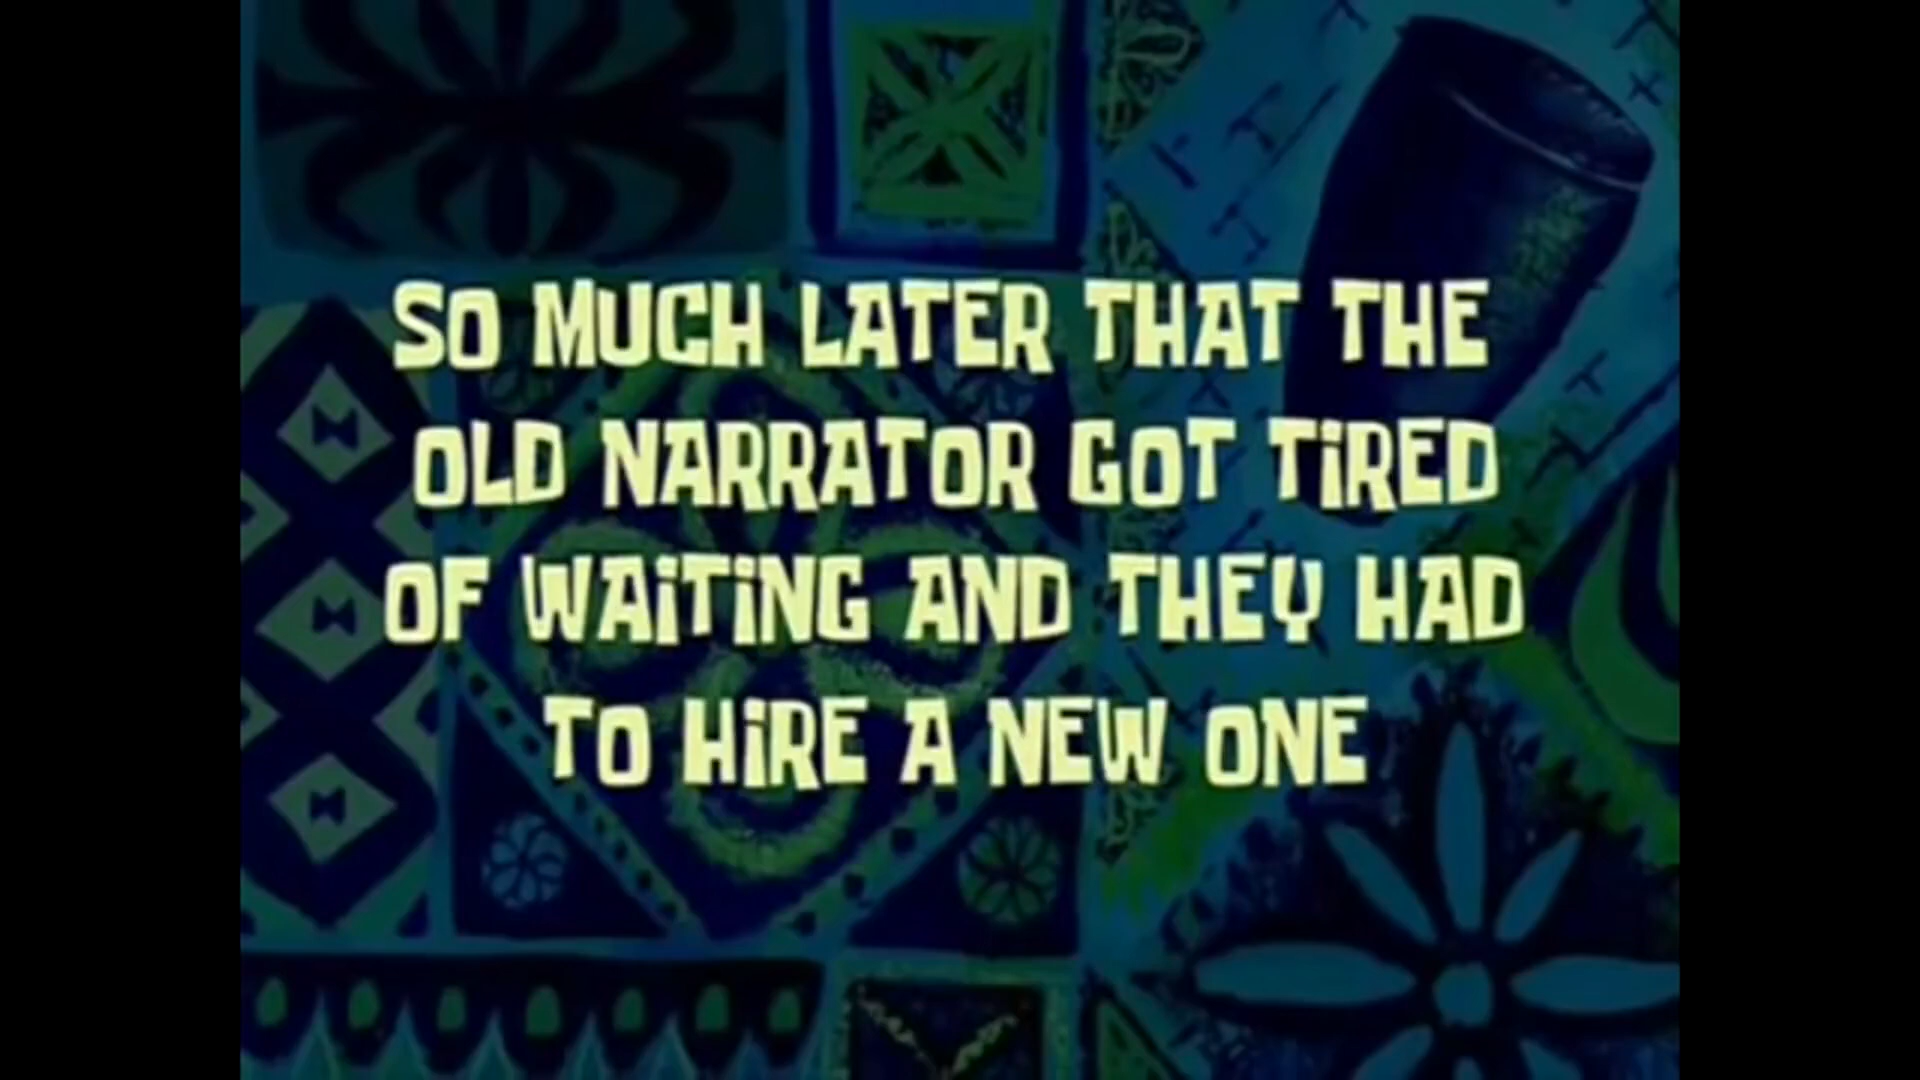 SO MUCH LATER THAT THE
OLD NARRATOR GOT TiRED
OF WAiTiNG AND THEY HAD
TO HiRE A NEW ONE